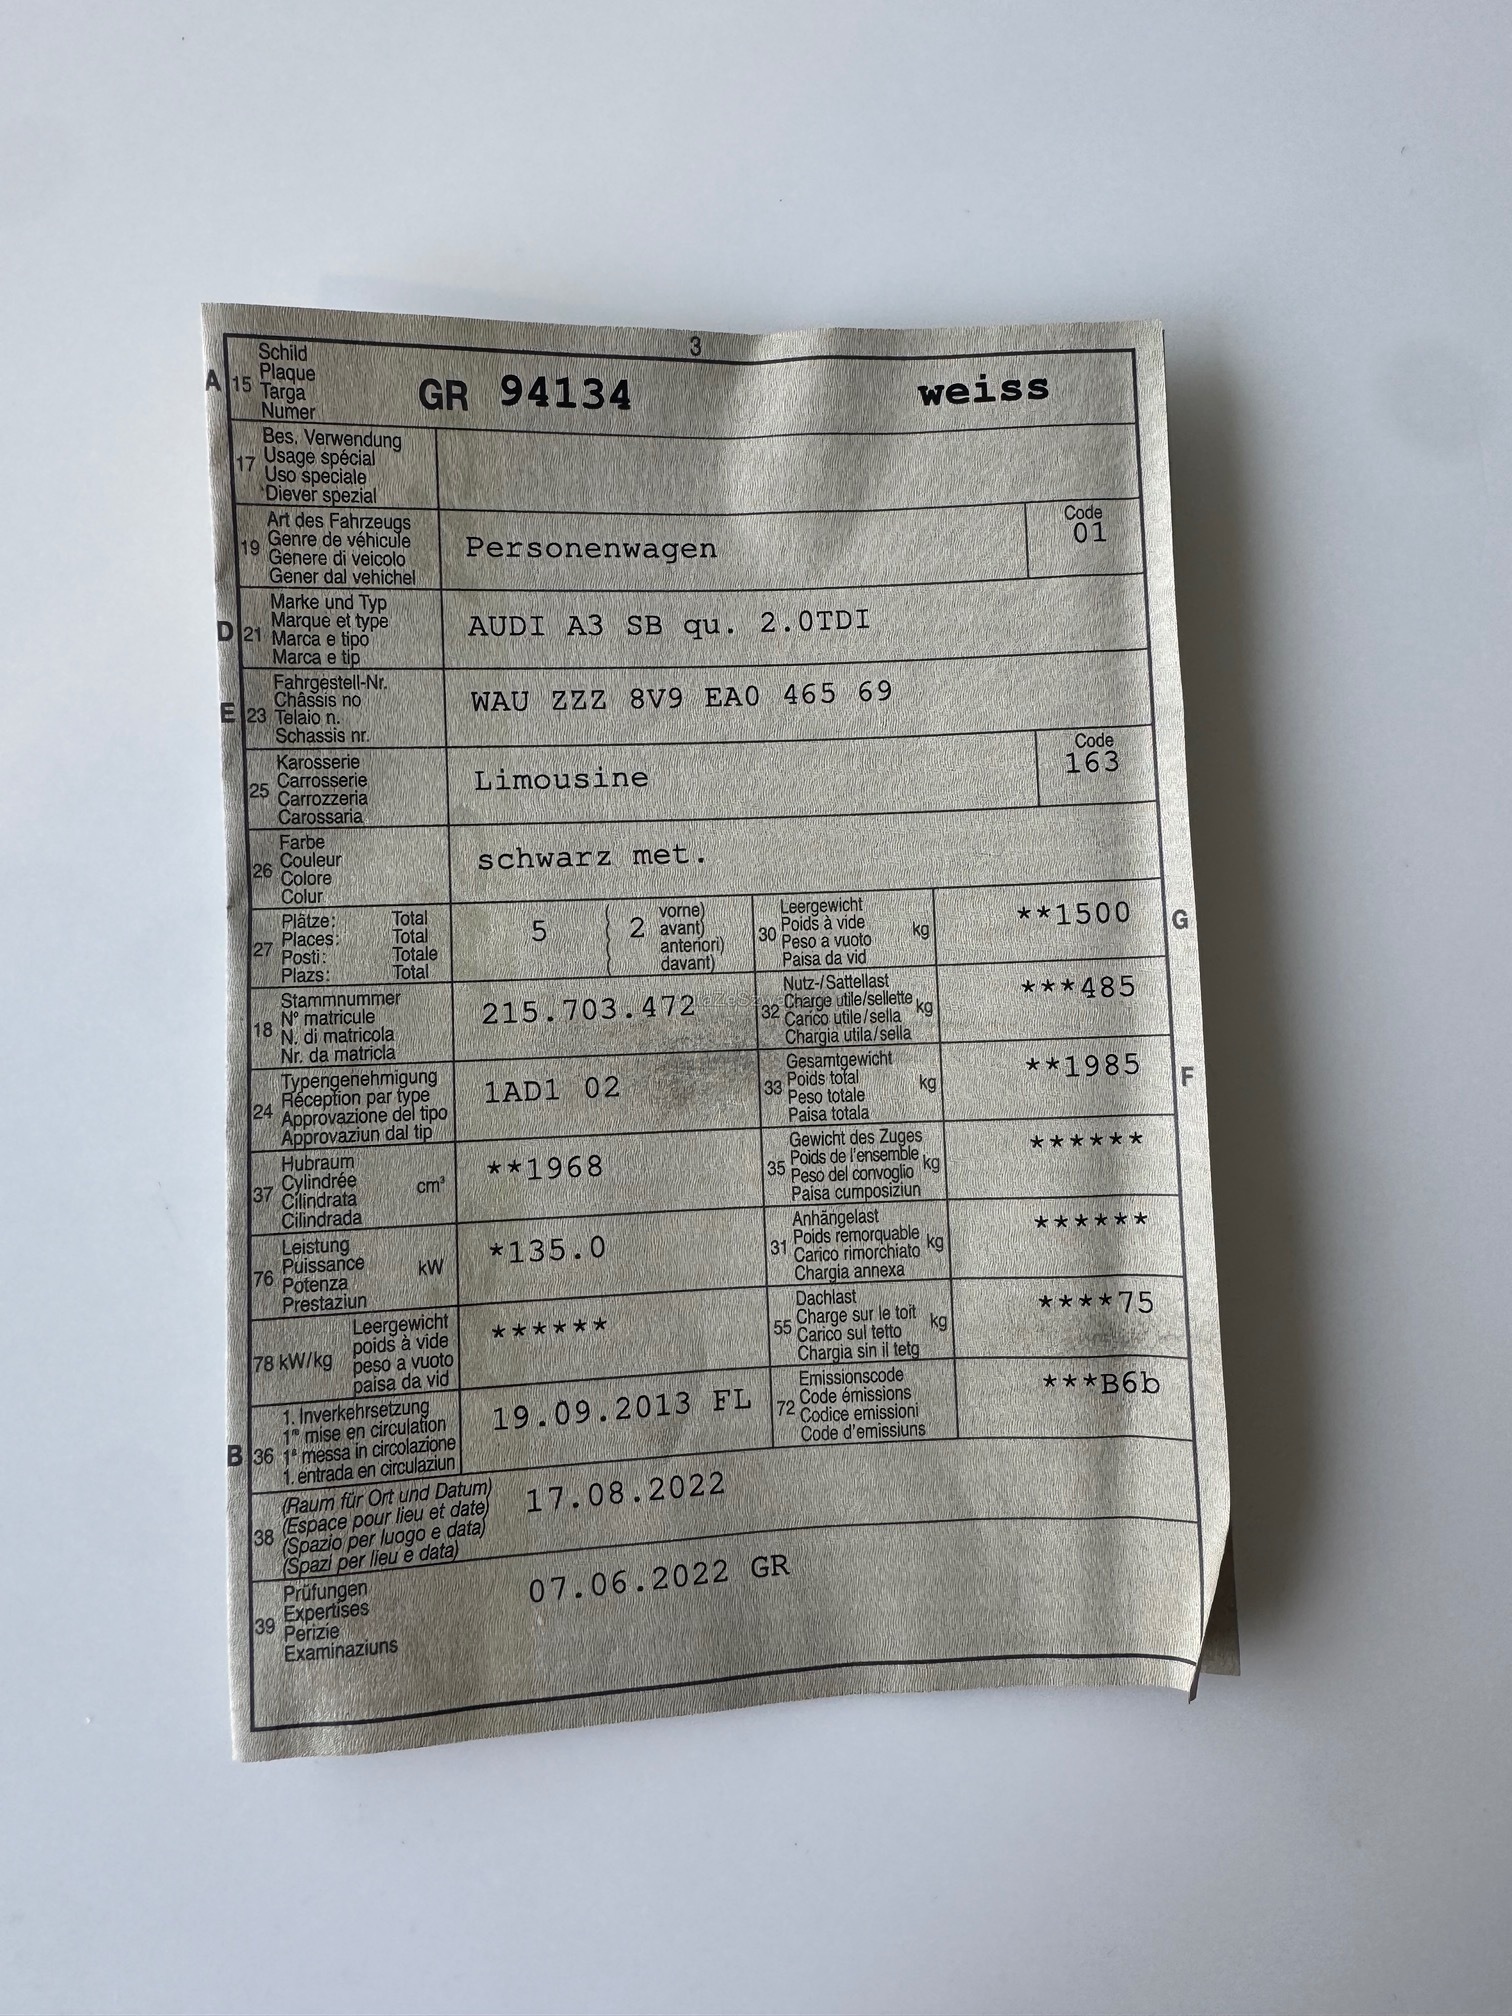 3
A 15 Schild
Plaque
Targa
Numer
GR 94134 weiss
17 Bes. Verwendung
Usage spécial
Uso speciale
Diever spezial
19 Art des Fahrzeugs
Genre de véhicule
Genere di veicolo
Gener dal vehichel
Personenwagen
Code
01
D 21 Marke und Typ
Marque et type
Marca e tipo
Marca e tip
AUDI A3 SB qu. 2.0TDI
E 23 Fahrgestell-Nr.
Châssis no
Telaio n.
Schassis nr.
WAU ZZZ 8V9 EA0 465 69
25 Karosserie
Carrosserie
Carrozzeria
Carossaria
Limousine
Code
163
26 Farbe
Couleur
Colore
Colur
schwarz met.
27 Plätze: Total
Places: Total
Posti: Totale
Plazs: Total
5 ( 2 vorne)
( avant)
( anteriori)
( davant)
30 Leergewicht
Poids à vide
Peso a vuoto
Paisa da vid
kg
**1500
G
18 Stammnummer
N° matricule
N. di matricola
Nr. da matricla
215.703.472
32 Nutz-/Sattellast
Charge utile/sellette
Carico utile/sella
Chargia utila/sella
kg
***485
24 Typengenehmigung
Réception par type
Approvazione del tipo
Approvaziun dal tip
1AD1 02
33 Gesamtgewicht
Poids total
Peso totale
Paisa totala
kg
**1985
F
37 Hubraum
Cylindrée
Cilindrata
Cilindrada
cm³
**1968
35 Gewicht des Zuges
Poids de l'ensemble
Peso del convoglio
Paisa cumposiziun
kg
******
76 Leistung
Puissance
Potenza
Prestaziun
kW
*135.0
31 Anhängelast
Poids remorquable
Carico rimorchiato
Chargia annexa
kg
******
78 kW/kg Leergewicht
poids à vide
peso a vuoto
paisa da vid
******
55 Dachlast
Charge sur le toit
Carico sul tetto
Chargia sin il tetg
kg
****75
B 36 1. Inverkehrsetzung
1re mise en circulation
1a messa in circolazione
1. entrada en circulaziun
19.09.2013 FL
72 Emissionscode
Code émissions
Codice emissioni
Code d'emissiuns
***B6b
38 (Raum für Ort und Datum)
(Espace pour lieu et date)
(Spazio per luogo e data)
(Spazi per lieu e data)
17.08.2022
39 Prüfungen
Expertises
Perizie
Examinaziuns
07.06.2022 GR